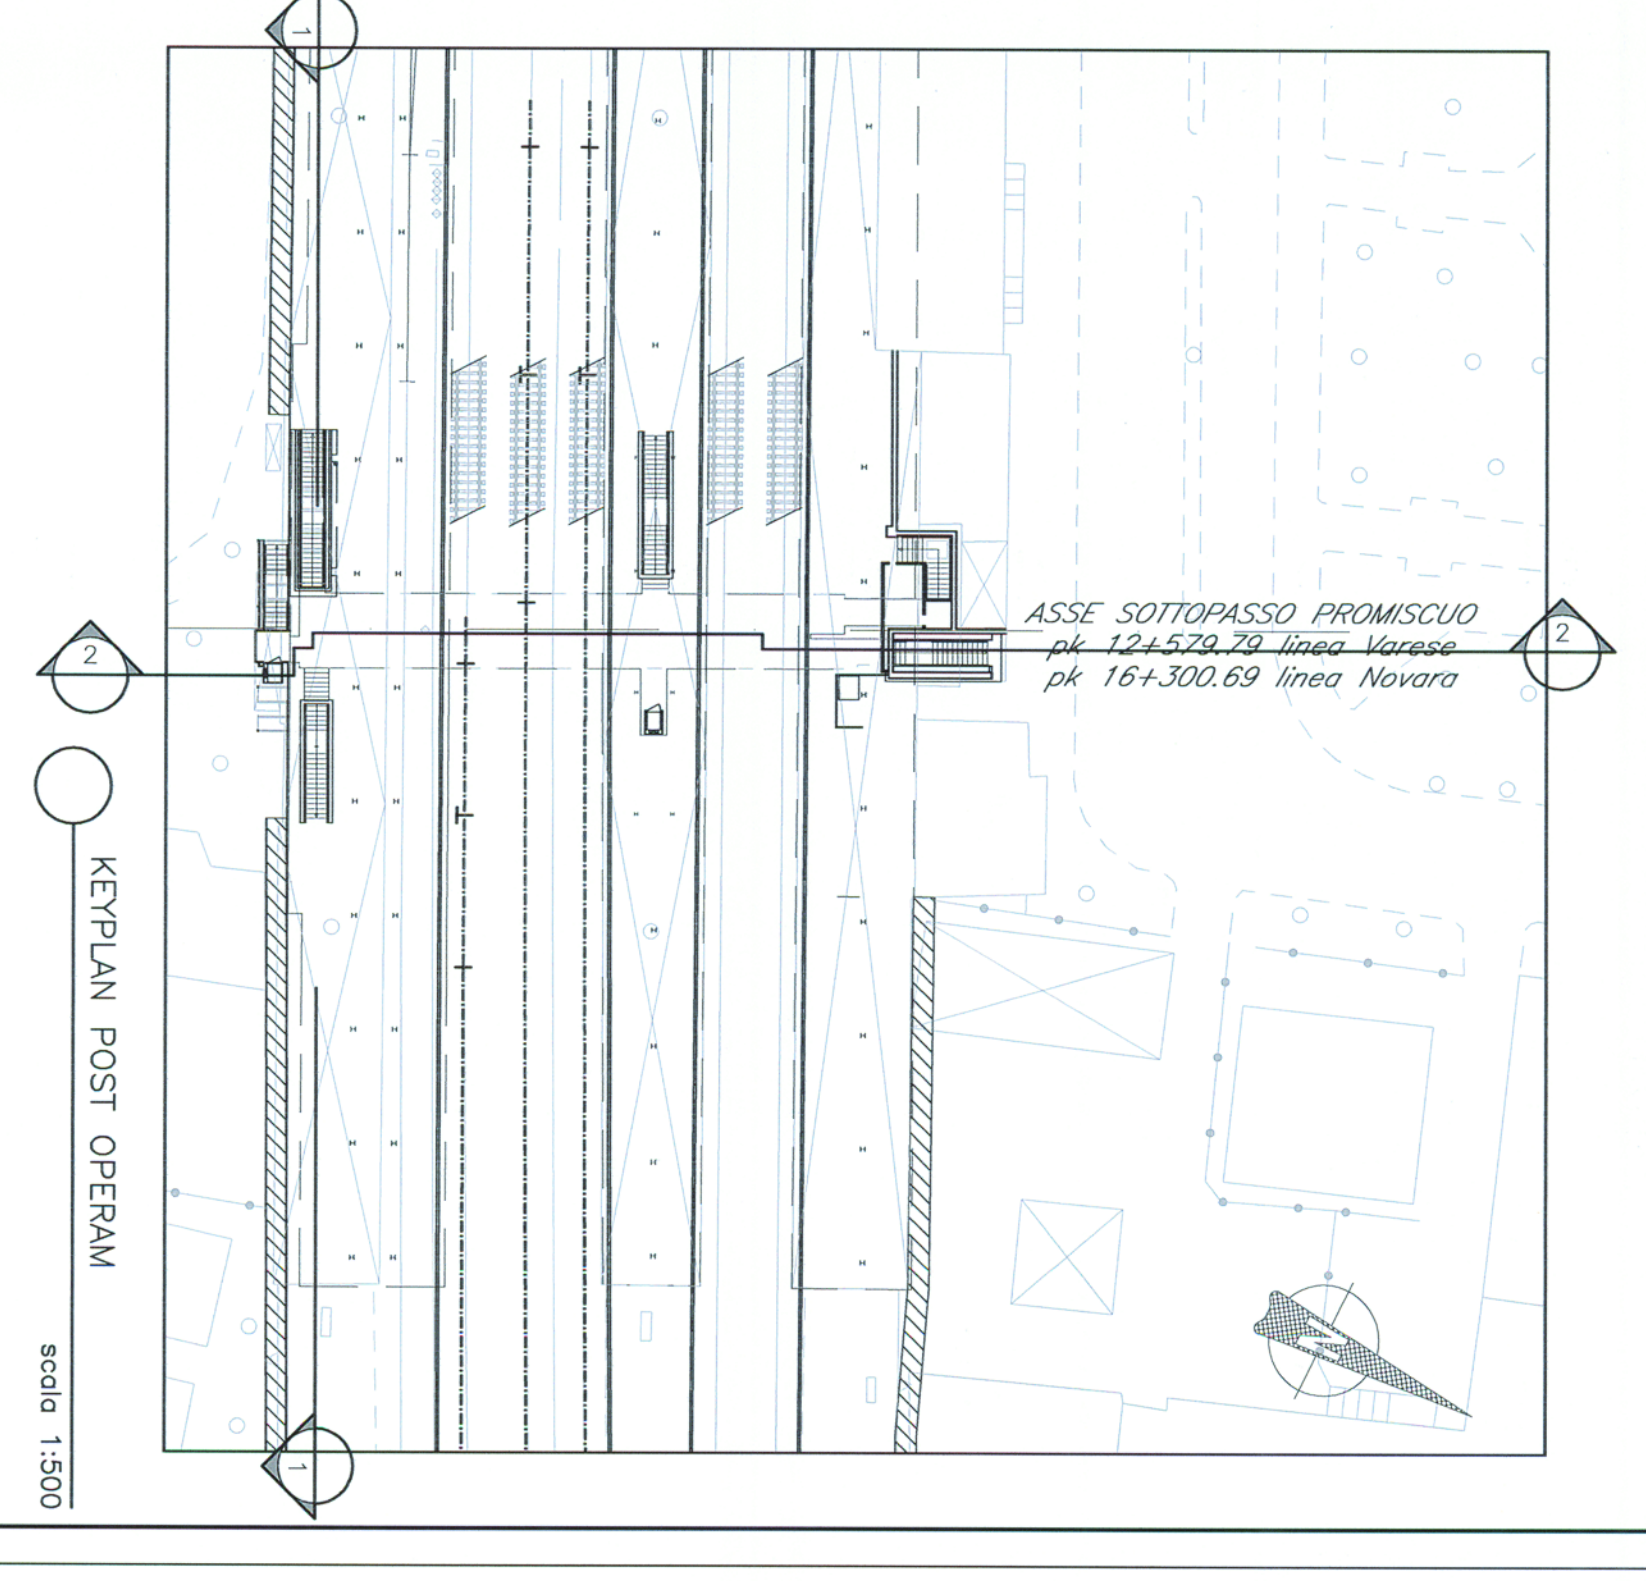 1
ASSE SOTTOPASSO PROMISCUO
pk 12+579.79 linea Varese
pk 16+300.69 linea Novara
2
2
KEYPLAN POST OPERAM
scala 1:500
N
1